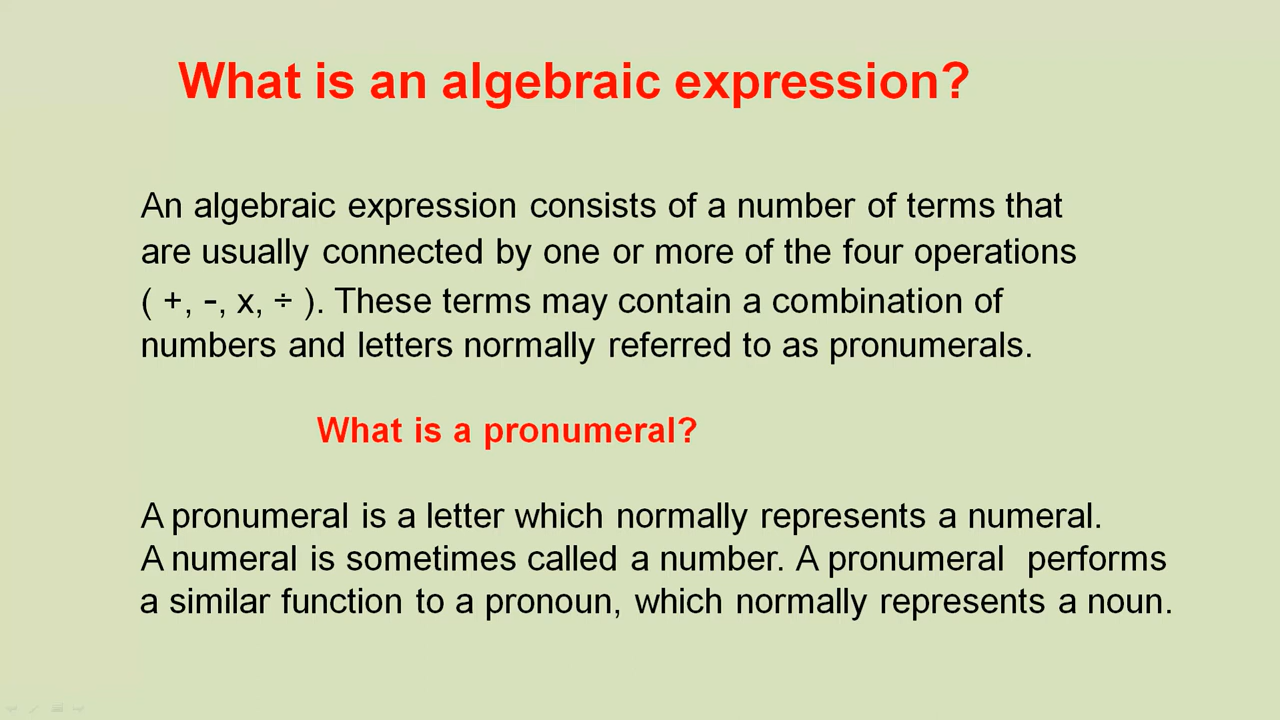 What is an algebraic expression?
An algebraic expression consists of a number of terms that
are usually connected by one or more of the four operations
( +, -, x, ÷ ). These terms may contain a combination of
numbers and letters normally referred to as pronumerals.
What is a pronumeral?
A pronumeral is a letter which normally represents a numeral.
A numeral is sometimes called a number. A pronumeral performs
a similar function to a pronoun, which normally represents a noun.